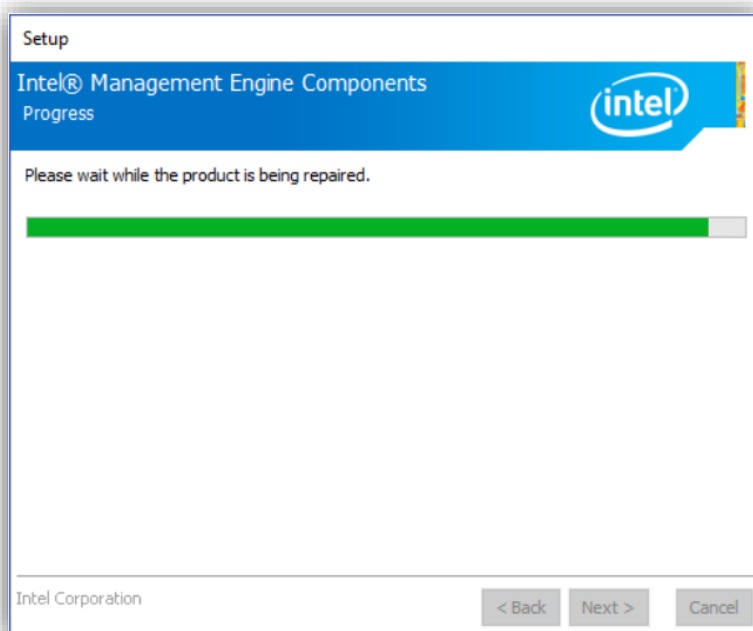 Setup
Intel® Management Engine Components
Progress
intel
Please wait while the product is being repaired.
Intel Corporation
< Back Next > Cancel